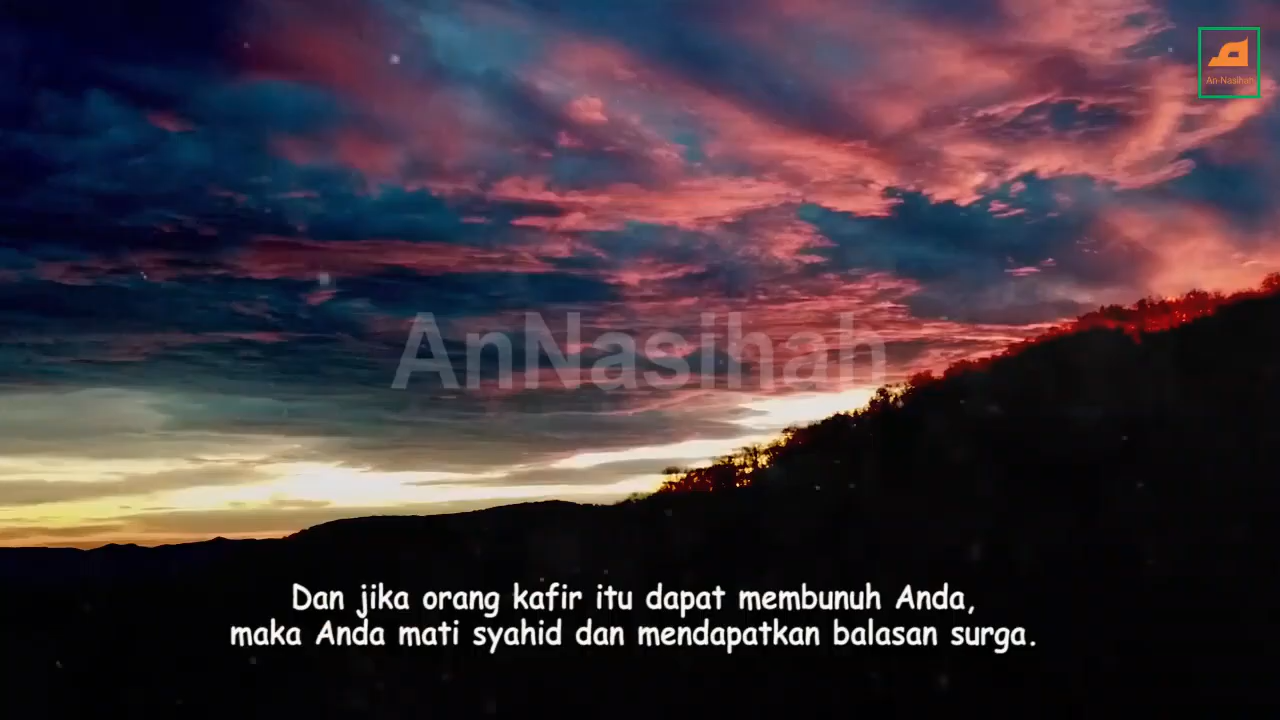 An-Nasihah
AnNasihah
Dan jika orang kafir itu dapat membunuh Anda,
maka Anda mati syahid dan mendapatkan balasan surga.